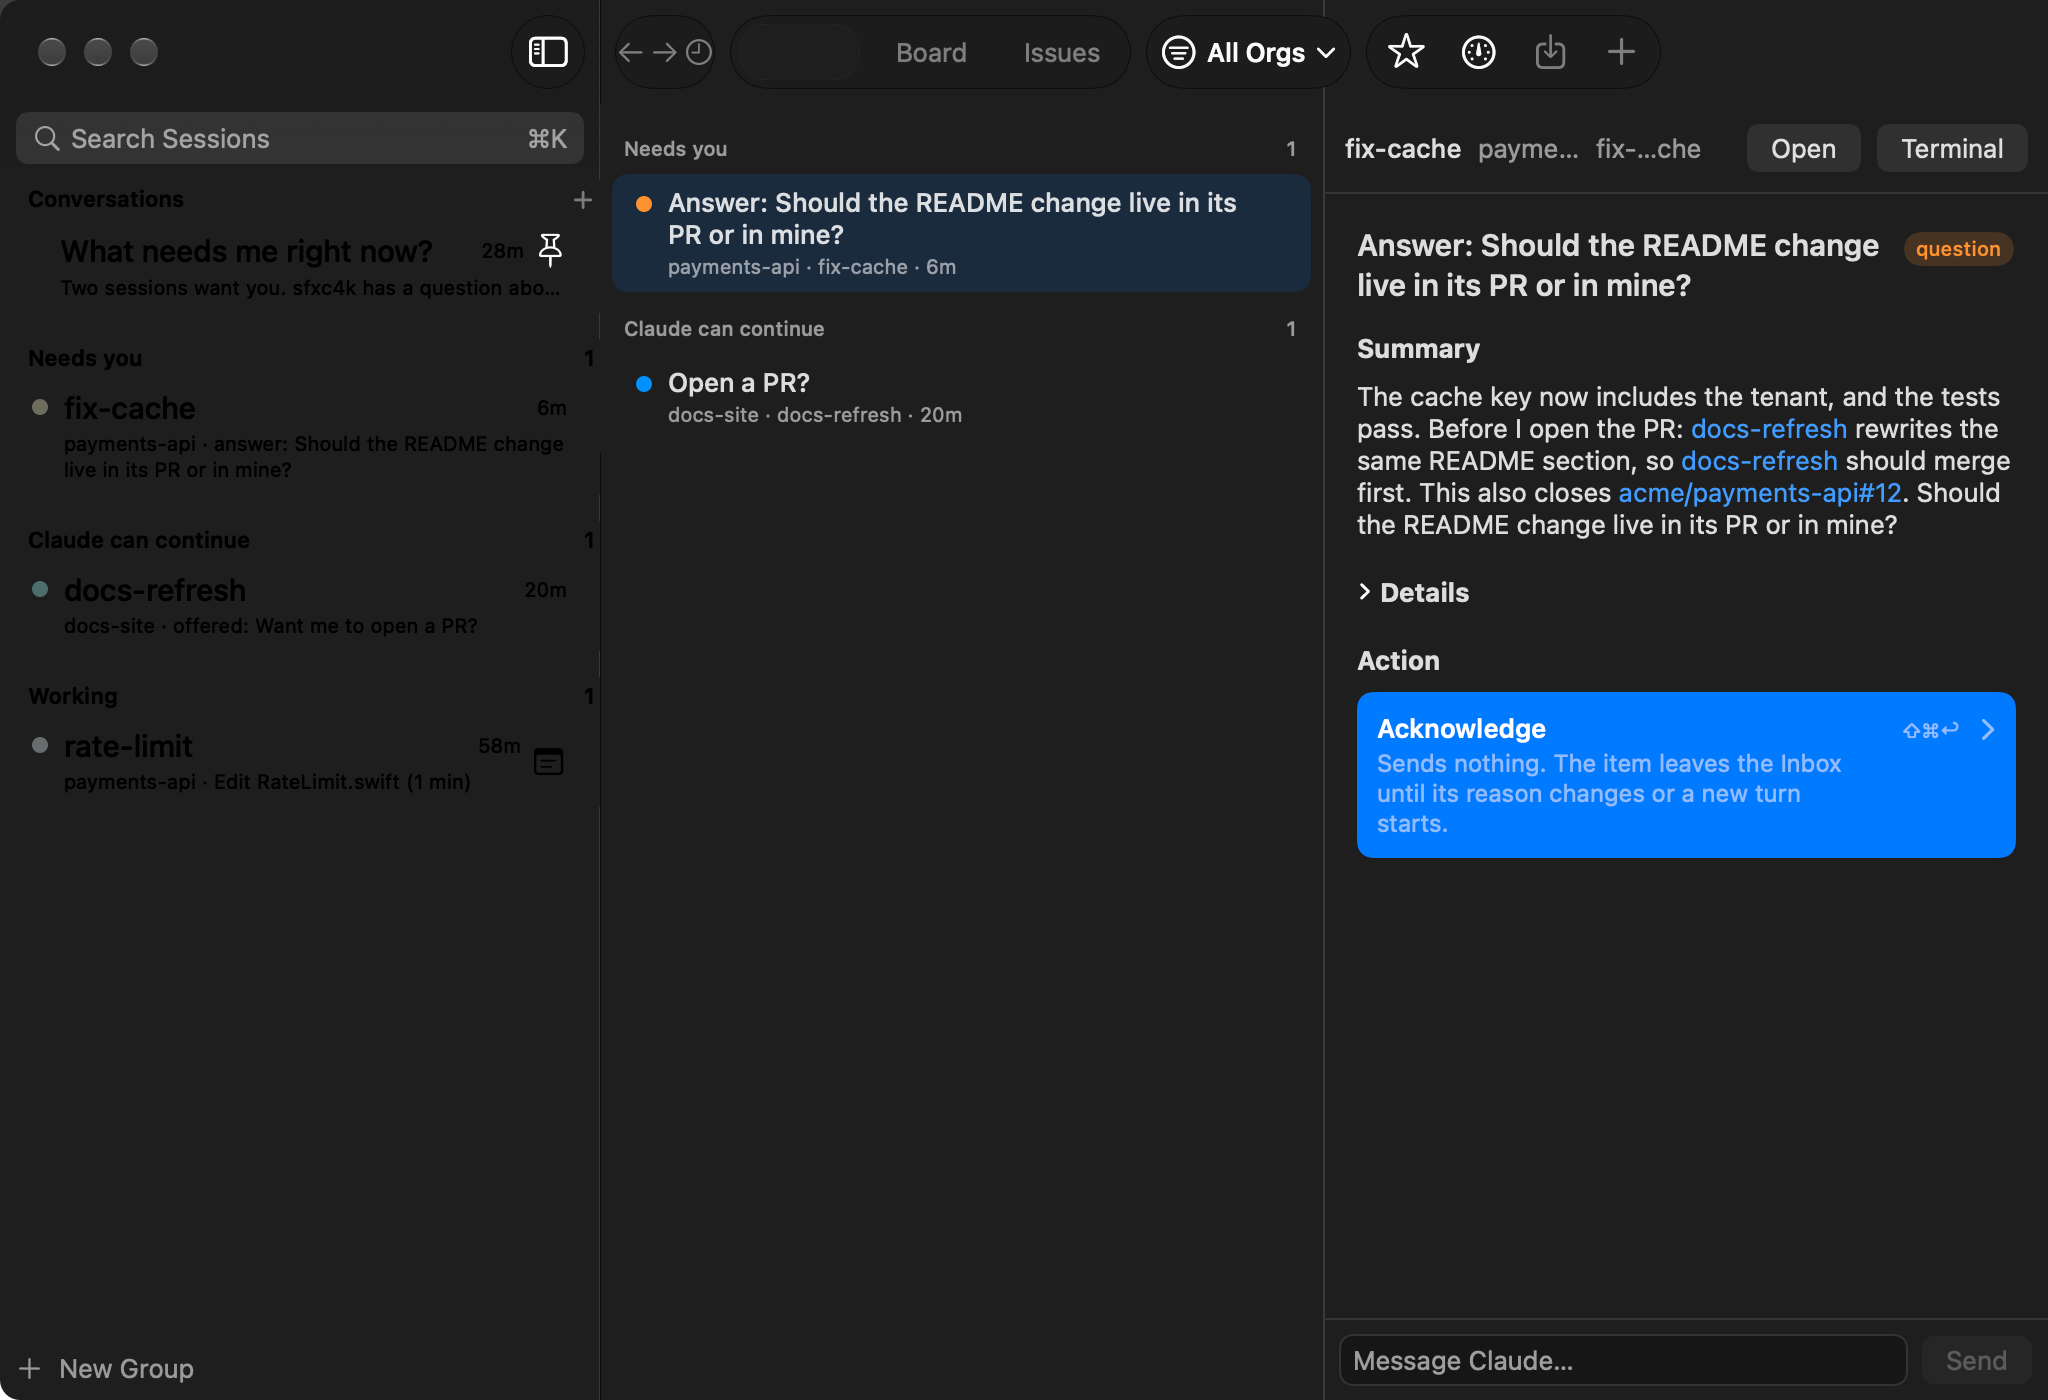 Board
Issues
All Orgs
Search Sessions
⌘K
Conversations
What needs me right now?
28m
Two sessions want you. sfxc4k has a question abo...
Needs you
1
fix-cache
6m
payments-api · answer: Should the README change
live in its PR or in mine?
Claude can continue
1
docs-refresh
20m
docs-site · offered: Want me to open a PR?
Working
1
rate-limit
58m
payments-api · Edit RateLimit.swift (1 min)
New Group
Needs you
1
Answer: Should the README change live in its
PR or in mine?
payments-api · fix-cache · 6m
Claude can continue
1
Open a PR?
docs-site · docs-refresh · 20m
fix-cache
payme...
fix-...che
Open
Terminal
Answer: Should the README change
live in its PR or in mine?
question
Summary
The cache key now includes the tenant, and the tests
pass. Before I open the PR: docs-refresh rewrites the
same README section, so docs-refresh should merge
first. This also closes acme/payments-api#12. Should
the README change live in its PR or in mine?
Details
Action
Acknowledge
⇧⌘↩
Sends nothing. The item leaves the Inbox
until its reason changes or a new turn
starts.
Message Claude...
Send